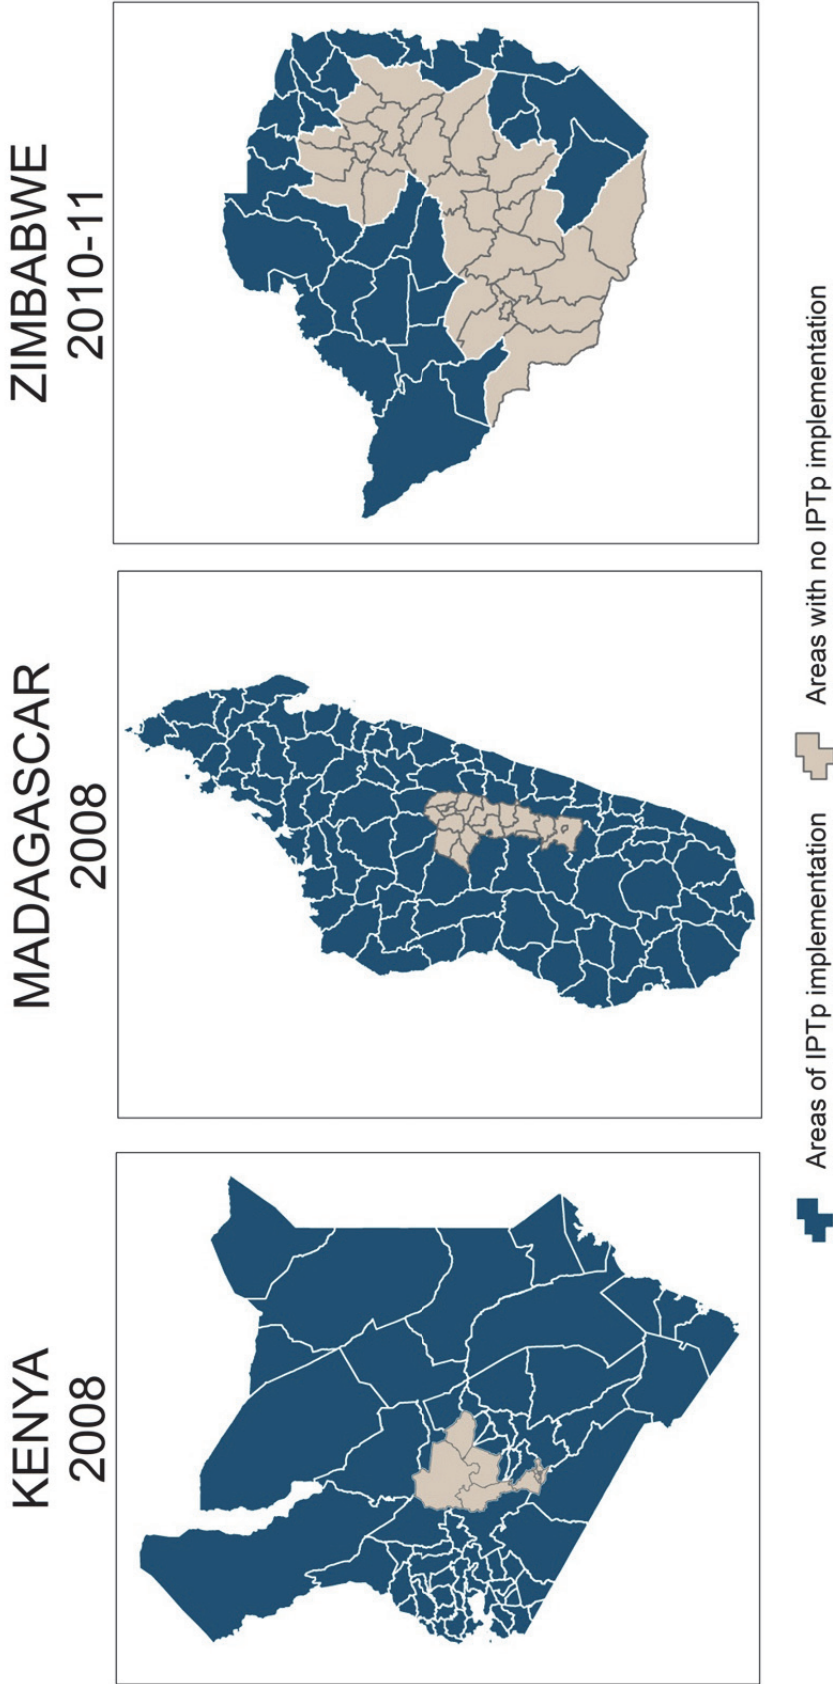 KENYA
2008
MADAGASCAR
2008
ZIMBABWE
2010-11
Areas of IPTp implementation
Areas with no IPTp implementation